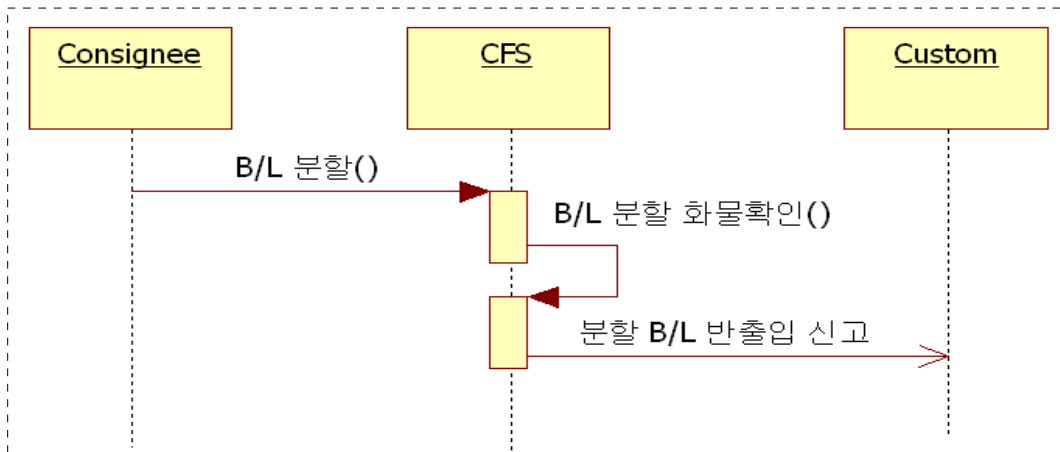 Consignee
CFS
Custom
B/L 분할()
B/L 분할 화물확인()
분할 B/L 반출입 신고